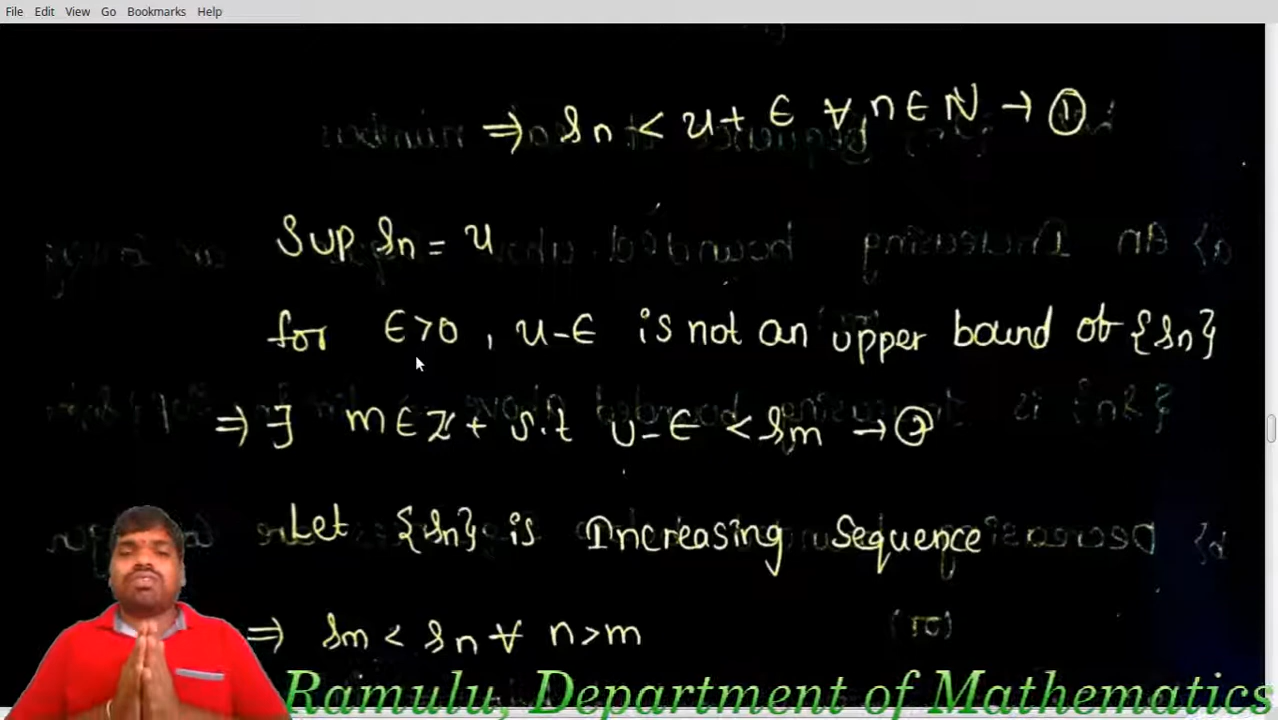 File Edit View Go Bookmarks Help
⇒ Sn < u + ε ∀ n ∈ N → ①
Sup Sn = u
for ε > 0 , u - ε is not an upper bound of {Sn}
⇒ ∃ m ∈ Z+ s.t u - ε < Sm → ②
Let {Sn} is Increasing Sequence
⇒ Sm < Sn ∀ n > m
Ramulu, Department of Mathematics